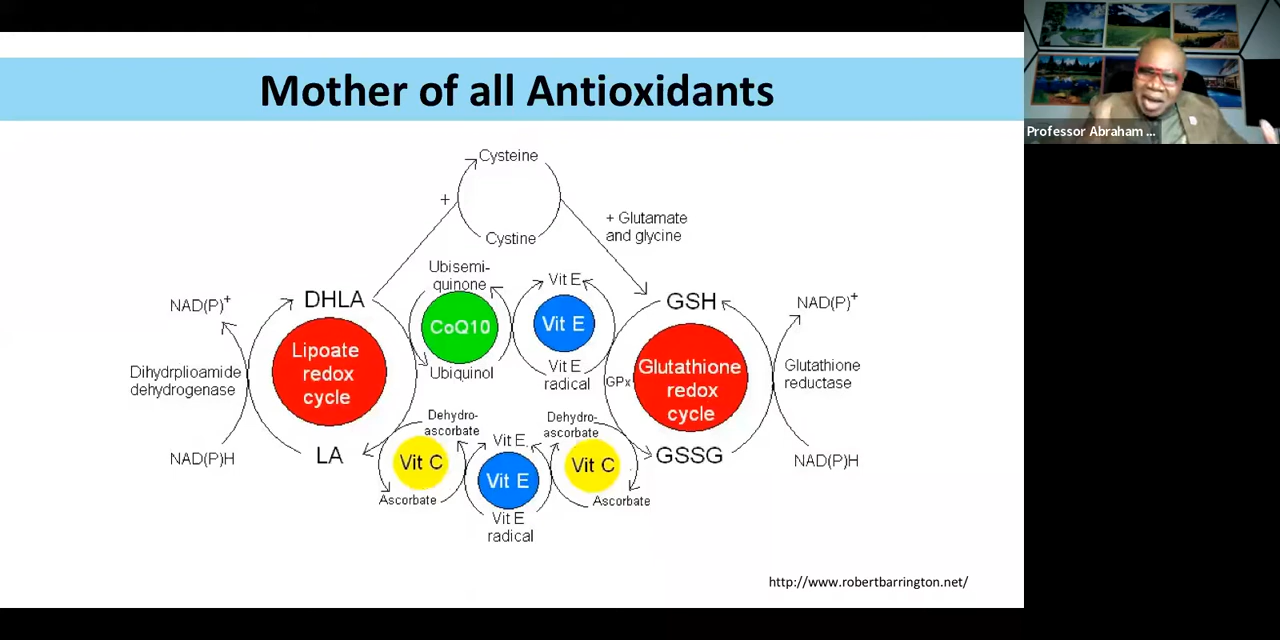 Mother of all Antioxidants
Professor Abraham ...
Cysteine
+
+ Glutamate
and glycine
Cystine
Ubisemi-
quinone
Vit E
NAD(P)+
DHLA
GSH
NAD(P)+
CoQ10
Vit E
Lipoate
redox
cycle
Glutathione
redox
cycle
Dihydrplioamide
dehydrogenase
Ubiquinol
Vit E
radical
GPx
Glutathione
reductase
Dehydro-
ascorbate
Dehydro-
ascorbate
NAD(P)H
LA
Vit C
Vit E
Vit E
Vit C
GSSG
NAD(P)H
Ascorbate
Ascorbate
Vit E
radical
http://www.robertbarrington.net/